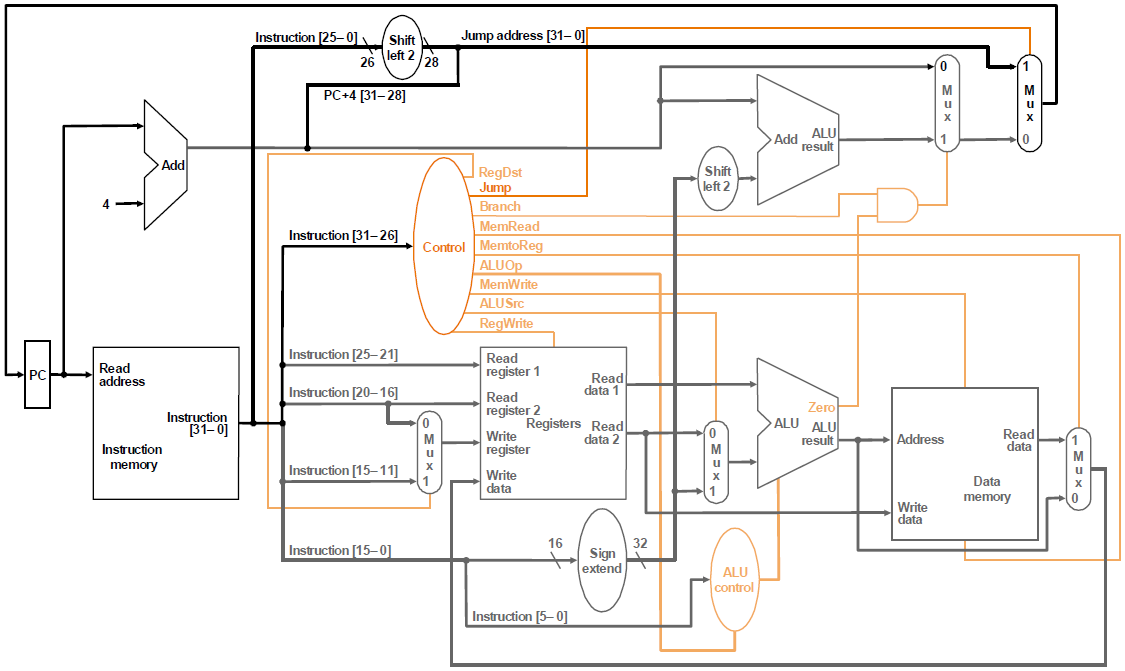 Instruction [25–0]
26
Shift
left 2
28
Jump address [31–0]
PC+4 [31–28]
Add
4
0
M
u
x
1
1
M
u
x
0
Add
ALU
result
Shift
left 2
RegDst
Jump
Branch
MemRead
MemtoReg
ALUOp
MemWrite
ALUSrc
RegWrite
Control
Instruction [31–26]
PC
Read
address
Instruction
[31–0]
Instruction
memory
Instruction [25–21]
Instruction [20–16]
Instruction [15–11]
0
M
u
x
1
Read
register 1
Read
register 2
Write
register
Write
data
Registers
Read
data 1
Read
data 2
0
M
u
x
1
Zero
ALU
ALU
result
Address
Write
data
Read
data
Data
memory
1
M
u
x
0
Instruction [15–0]
16
Sign
extend
32
ALU
control
Instruction [5–0]